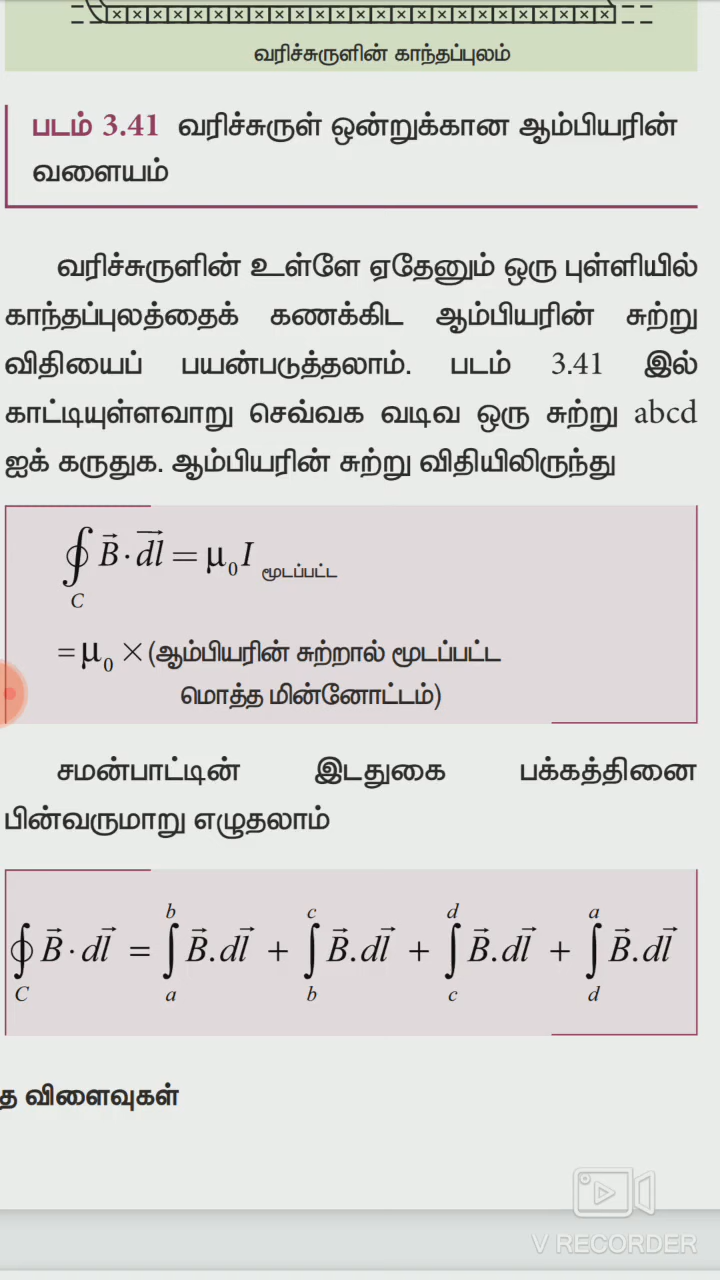 வரிச்சுருளின் காந்தப்புலம்
படம் 3.41 வரிச்சுருள் ஒன்றுக்கான ஆம்பியரின்
வளையம்
வரிச்சுருளின் உள்ளே ஏதேனும் ஒரு புள்ளியில்
காந்தப்புலத்தைக் கணக்கிட ஆம்பியரின் சுற்று
விதியைப் பயன்படுத்தலாம். படம் 3.41 இல்
காட்டியுள்ளவாறு செவ்வக வடிவ ஒரு சுற்று abcd
ஐக் கருதுக. ஆம்பியரின் சுற்று விதியிலிருந்து
∮_C B⃗ · dl⃗ = μ₀I மூடப்பட்ட
= μ₀ × (ஆம்பியரின் சுற்றால் மூடப்பட்ட
மொத்த மின்னோட்டம்)
சமன்பாட்டின் இடதுகை பக்கத்தினை
பின்வருமாறு எழுதலாம்
∮_C B⃗ · dl⃗ = ∫_a^b B⃗.dl⃗ + ∫_b^c B⃗.dl⃗ + ∫_c^d B⃗.dl⃗ + ∫_d^a B⃗.dl⃗
த விளைவுகள்
V RECORDER